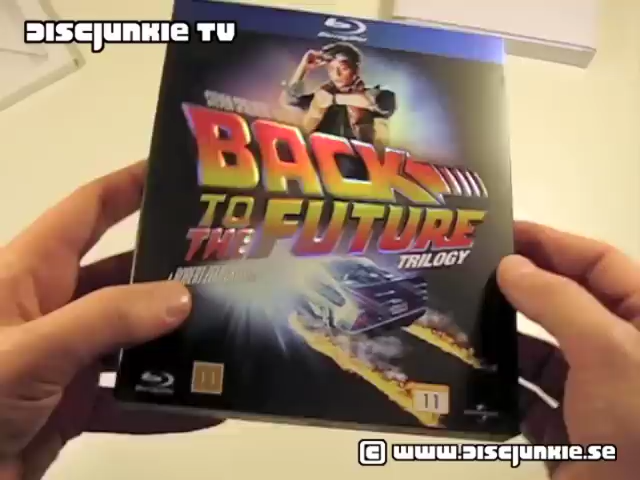 DISCJUNKIE TV
BACK
TO THE FUTURE
TRILOGY
11
11
© WWW.DISCJUNKIE.SE